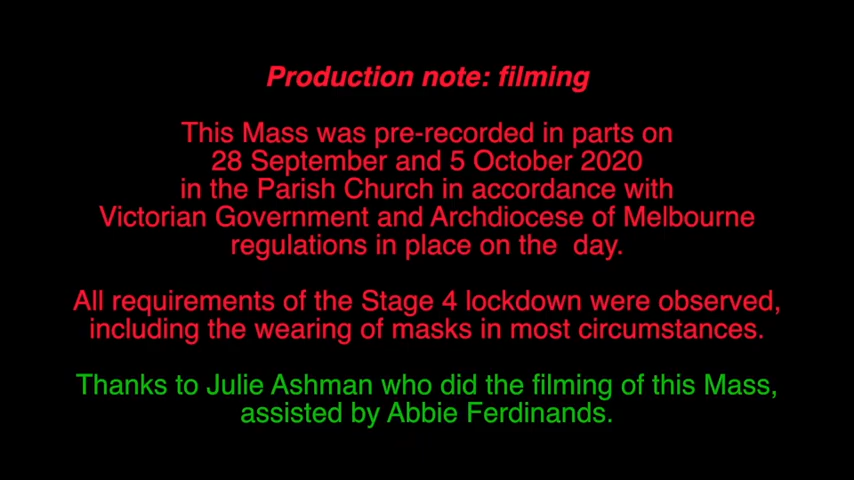 Production note: filming
This Mass was pre-recorded in parts on
28 September and 5 October 2020
in the Parish Church in accordance with
Victorian Government and Archdiocese of Melbourne
regulations in place on the  day.
All requirements of the Stage 4 lockdown were observed,
including the wearing of masks in most circumstances.
Thanks to Julie Ashman who did the filming of this Mass,
assisted by Abbie Ferdinands.